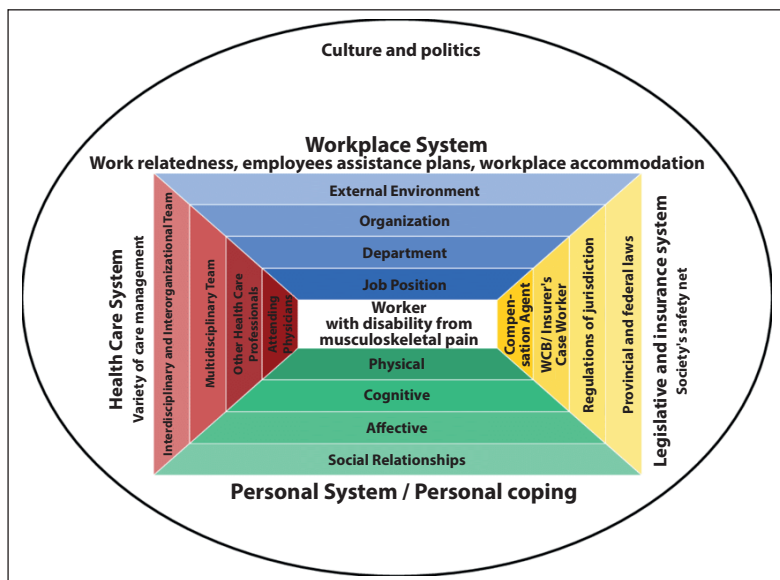 Culture and politics
Workplace System
Work relatedness, employees assistance plans, workplace accommodation
External Environment
Organization
Department
Job Position
Health Care System
Variety of care management
Interdisciplinary and Interorganizational Team
Multidisciplinary Team
Other Health Care
Professionals
Attending
Physicians
Worker
with disability from
musculoskeletal pain
Compen-
sation Agent
WCB/ Insurer's
Case Worker
Regulations of jurisdiction
Provincial and federal laws
Legislative and insurance system
Society's safety net
Physical
Cognitive
Affective
Social Relationships
Personal System / Personal coping